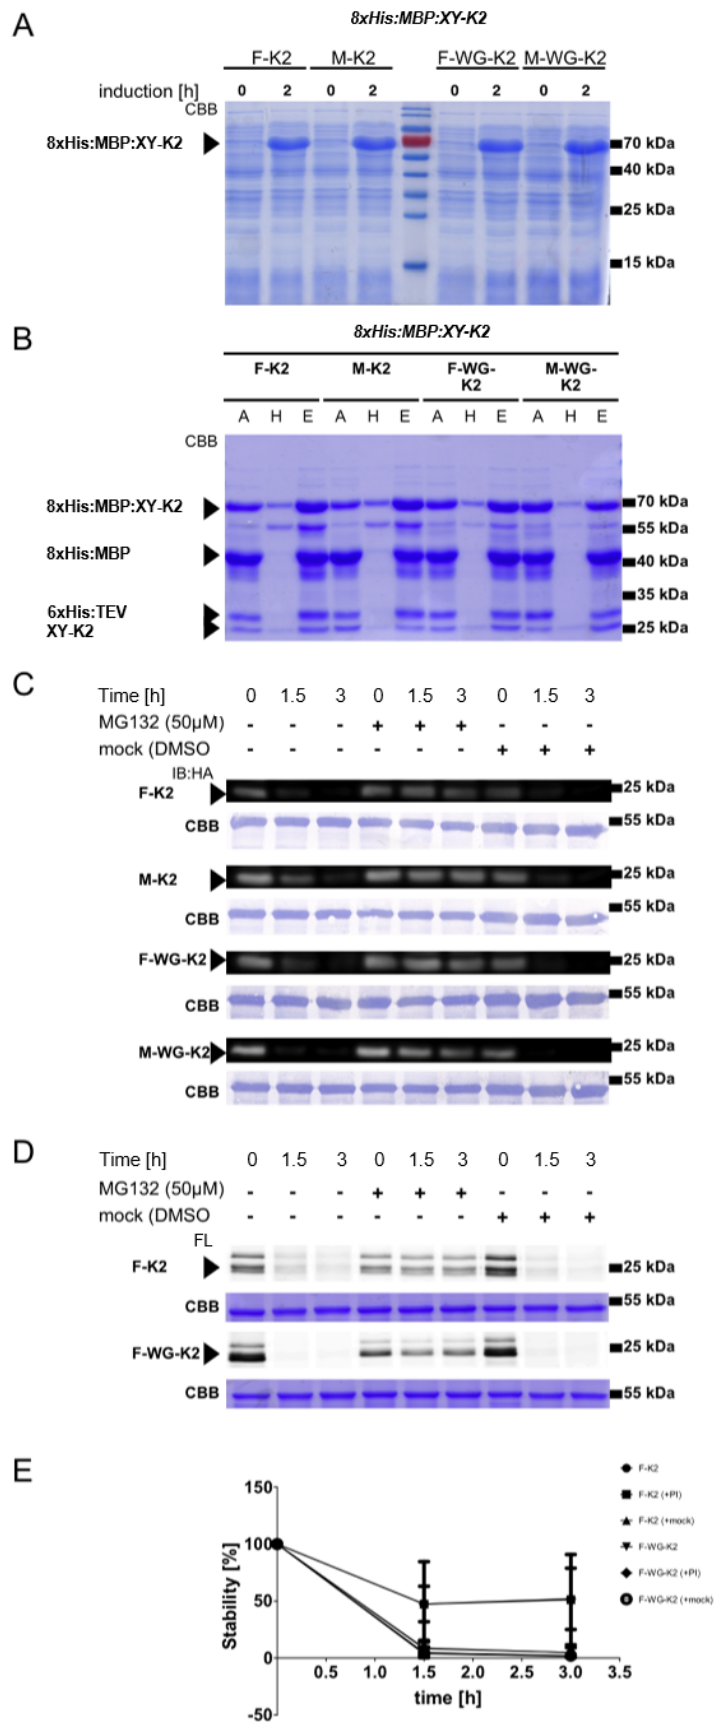 A
8xHis:MBP:XY-K2
F-K2 M-K2 F-WG-K2 M-WG-K2
induction [h] 0 2 0 2 0 2 0 2
CBB
8xHis:MBP:XY-K2
70 kDa
40 kDa
25 kDa
15 kDa
B
8xHis:MBP:XY-K2
F-K2 M-K2 F-WG- M-WG-
K2 K2
A H E A H E A H E A H E
CBB
8xHis:MBP:XY-K2
70 kDa
55 kDa
8xHis:MBP
40 kDa
35 kDa
6xHis:TEV
XY-K2
25 kDa
C
Time [h] 0 1.5 3 0 1.5 3 0 1.5 3
MG132 (50µM) - - - + + + - - -
mock (DMSO - - - - - - + + +
IB:HA
F-K2 25 kDa
CBB 55 kDa
M-K2 25 kDa
CBB 55 kDa
F-WG-K2 25 kDa
CBB 55 kDa
M-WG-K2 25 kDa
CBB 55 kDa
D
Time [h] 0 1.5 3 0 1.5 3 0 1.5 3
MG132 (50µM) - - - + + + - - -
mock (DMSO - - - - - - + + +
FL
F-K2 25 kDa
CBB 55 kDa
F-WG-K2 25 kDa
CBB 55 kDa
E
150
100
50
0
-50
Stability [%]
0.5 1.0 1.5 2.0 2.5 3.0 3.5
time [h]
F-K2
F-K2 (+PI)
F-K2 (+mock)
F-WG-K2
F-WG-K2 (+PI)
F-WG-K2 (+mock)